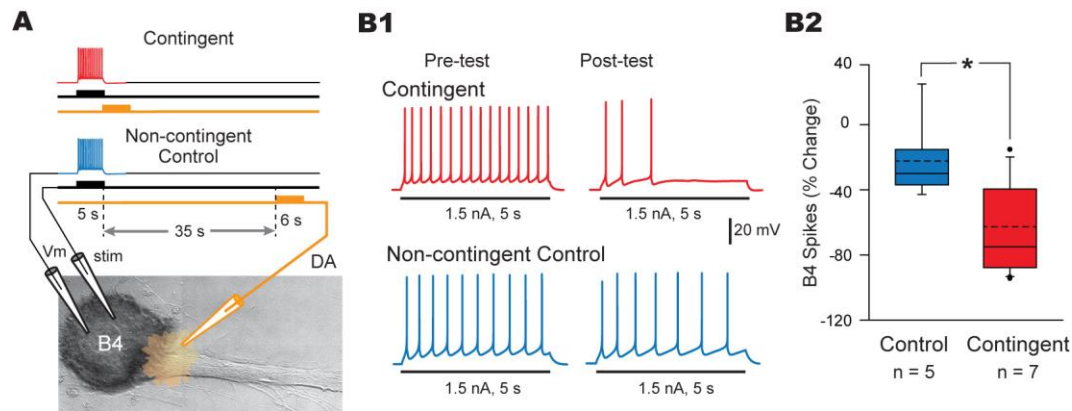 A
Contingent
Non-contingent
Control
5 s
35 s
6 s
Vm
stim
DA
B4
B1
Pre-test
Post-test
Contingent
1.5 nA, 5 s
1.5 nA, 5 s
20 mV
Non-contingent Control
1.5 nA, 5 s
1.5 nA, 5 s
B2
B4 Spikes (% Change)
40
0
-40
-80
-120
*
Control
n = 5
Contingent
n = 7